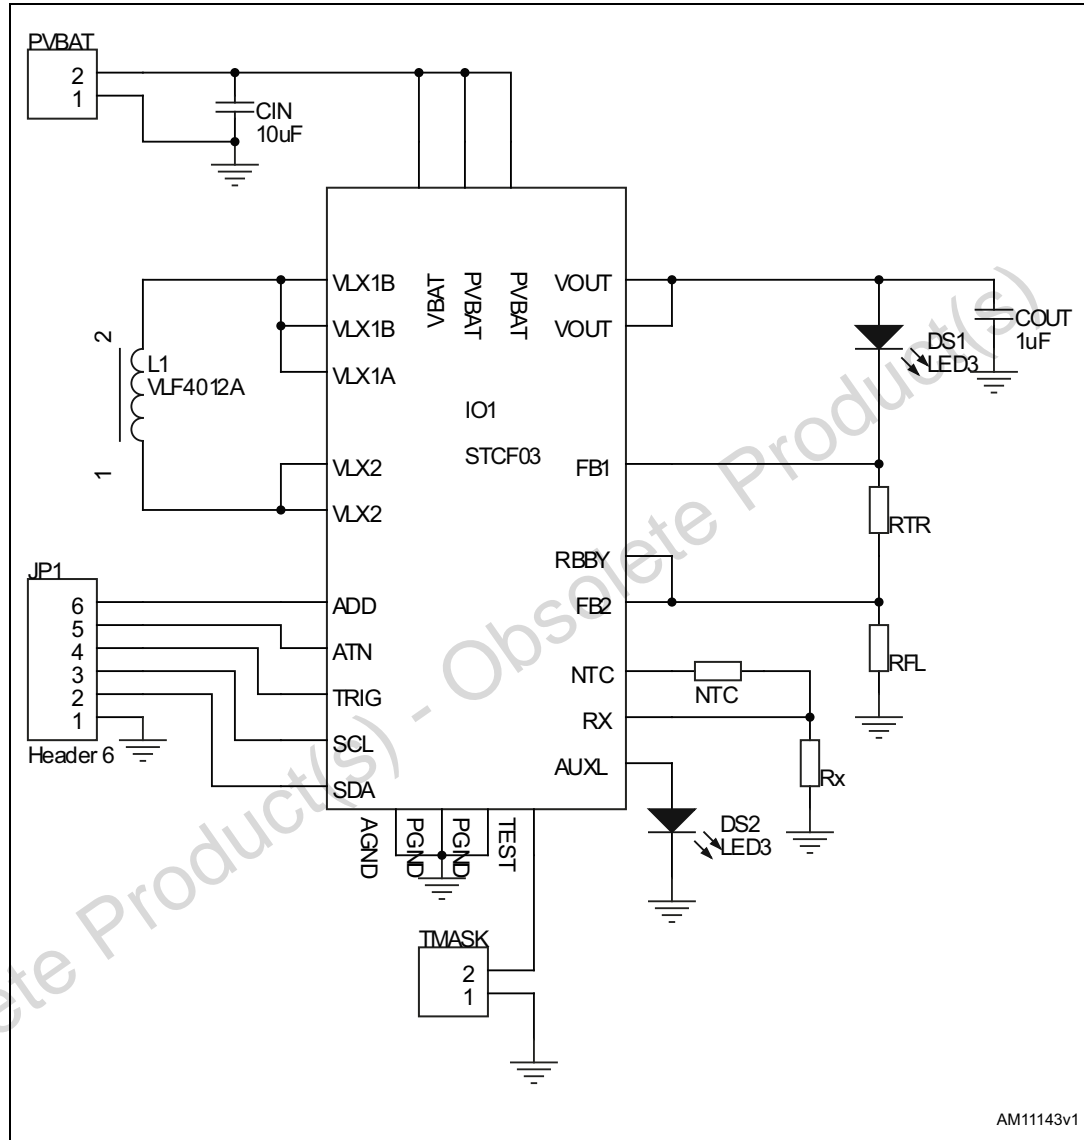 PVBAT
2
1
CIN
10uF
VLX1B
VLX1B
VLX1A
VLX2
VLX2
VBAT
PVBAT
PVBAT
VOUT
VOUT
2
L1
VLF4012A
1
IO1
STCF03
DS1
LED3
COUT
1uF
FB1
RTR
RBBY
FB2
RFL
JP1
6
5
4
3
2
1
Header 6
ADD
ATN
TRIG
SCL
SDA
NTC
NTC
RX
AUXL
Rx
DS2
LED3
AGND
PGND
PGND
TEST
TMASK
2
1
ete Product(s) - Obsolete Product(s)
AM11143v1